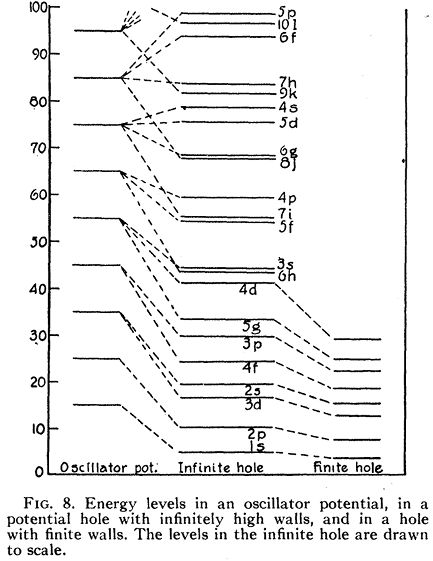 100
90
80
70
60
50
40
30
20
10
0
5p
10l
6f
7h
9k
4s
5d
6g
8j
4p
7i
5f
3s
6h
4d
5g
3p
4f
2s
3d
2p
1s
Oscillator pot. Infinite hole finite hole
FIG. 8. Energy levels in an oscillator potential, in a
potential hole with infinitely high walls, and in a hole
with finite walls. The levels in the infinite hole are drawn
to scale.